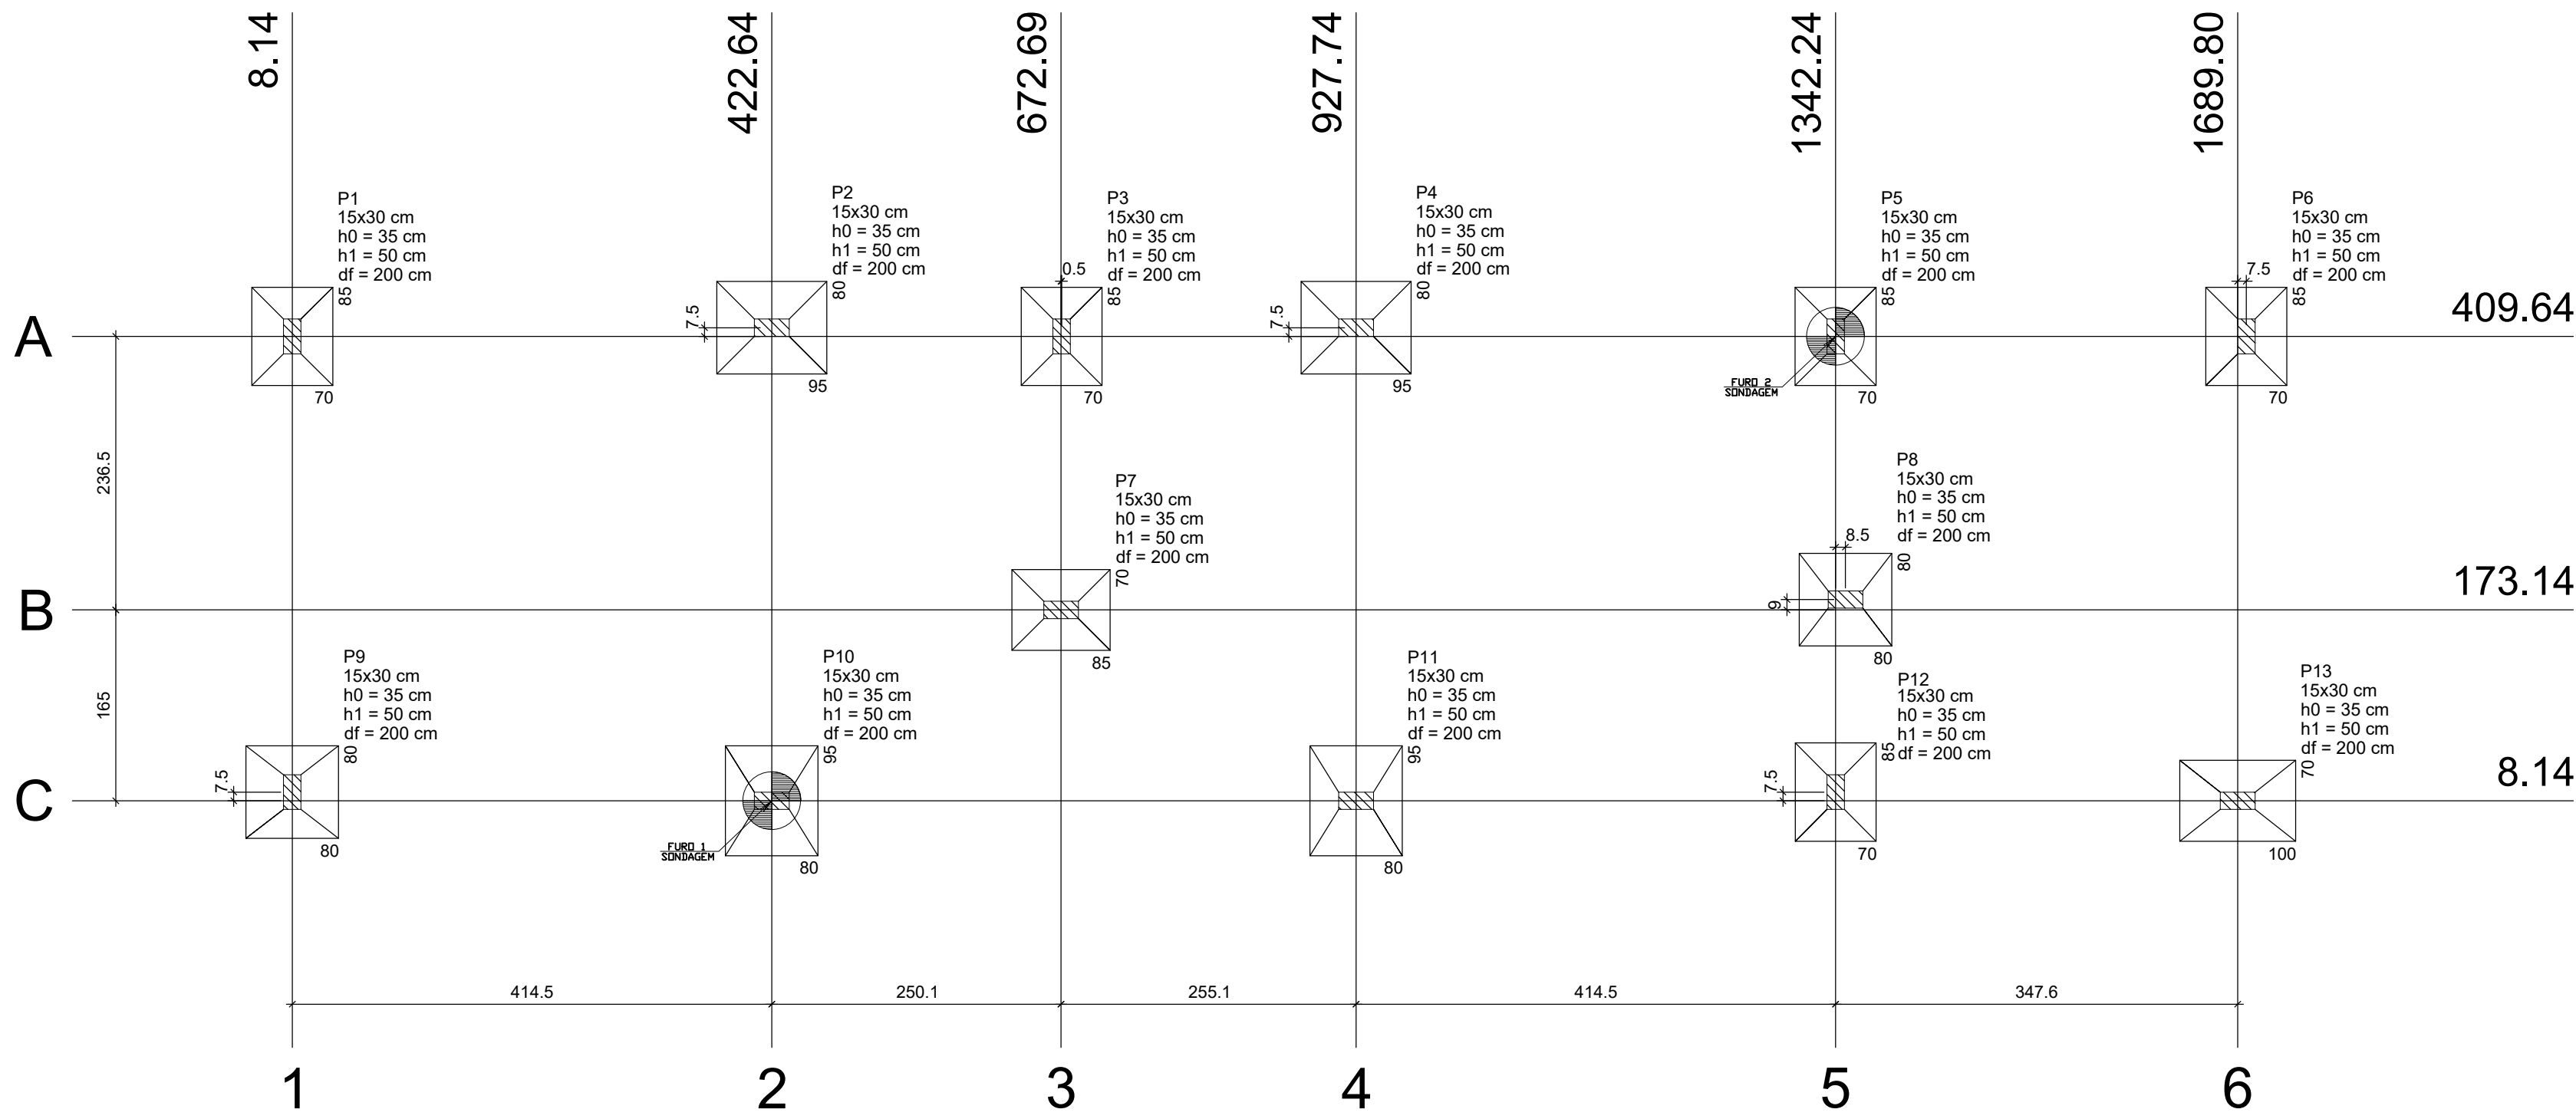 8.14
422.64
672.69
927.74
1342.24
1689.80
P1
15x30 cm
h0 = 35 cm
h1 = 50 cm
df = 200 cm
85
70
P2
15x30 cm
h0 = 35 cm
h1 = 50 cm
df = 200 cm
80
7.5
95
P3
15x30 cm
h0 = 35 cm
h1 = 50 cm
df = 200 cm
0.5
85
70
P4
15x30 cm
h0 = 35 cm
h1 = 50 cm
df = 200 cm
80
7.5
95
P5
15x30 cm
h0 = 35 cm
h1 = 50 cm
df = 200 cm
85
FURO 2
SONDAGEM
70
P6
15x30 cm
h0 = 35 cm
h1 = 50 cm
df = 200 cm
7.5
85
70
A
409.64
236.5
P7
15x30 cm
h0 = 35 cm
h1 = 50 cm
df = 200 cm
70
85
P8
15x30 cm
h0 = 35 cm
h1 = 50 cm
df = 200 cm
8.5
80
9
80
B
173.14
165
P9
15x30 cm
h0 = 35 cm
h1 = 50 cm
df = 200 cm
80
7.5
80
P10
15x30 cm
h0 = 35 cm
h1 = 50 cm
df = 200 cm
95
FURO 1
SONDAGEM
80
P11
15x30 cm
h0 = 35 cm
h1 = 50 cm
df = 200 cm
95
80
P12
15x30 cm
h0 = 35 cm
h1 = 50 cm
df = 200 cm
85
7.5
70
P13
15x30 cm
h0 = 35 cm
h1 = 50 cm
df = 200 cm
70
100
C
8.14
414.5
250.1
255.1
414.5
347.6
1
2
3
4
5
6